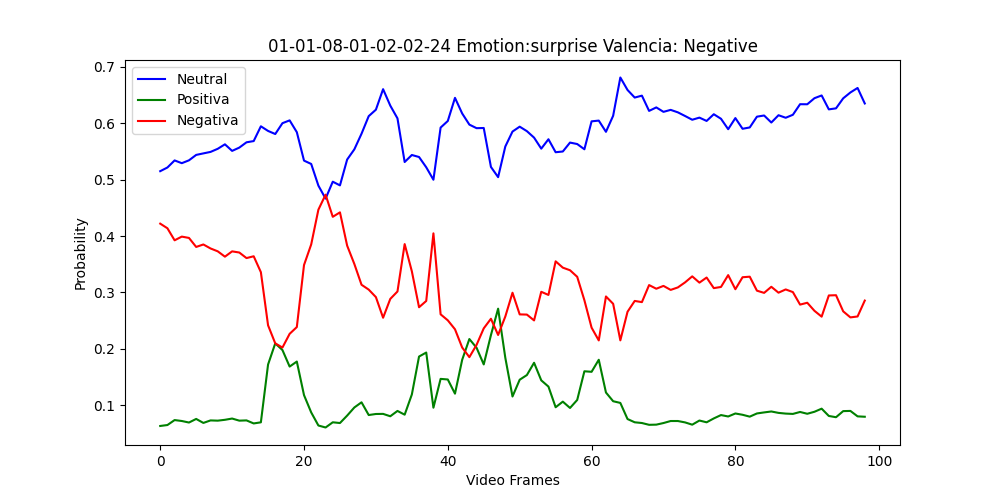 01-01-08-01-02-02-24 Emotion:surprise Valencia: Negative
Neutral
Positiva
Negativa
Probability
0.7
0.6
0.5
0.4
0.3
0.2
0.1
0 20 40 60 80 100
Video Frames